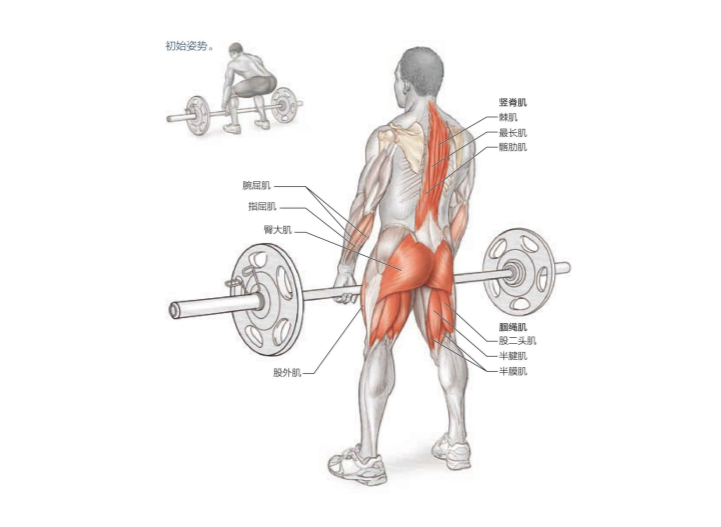 初始姿势。
竖脊肌
棘肌
最长肌
髂肋肌
腕屈肌
指屈肌
臀大肌
腘绳肌
股二头肌
半腱肌
半膜肌
股外肌